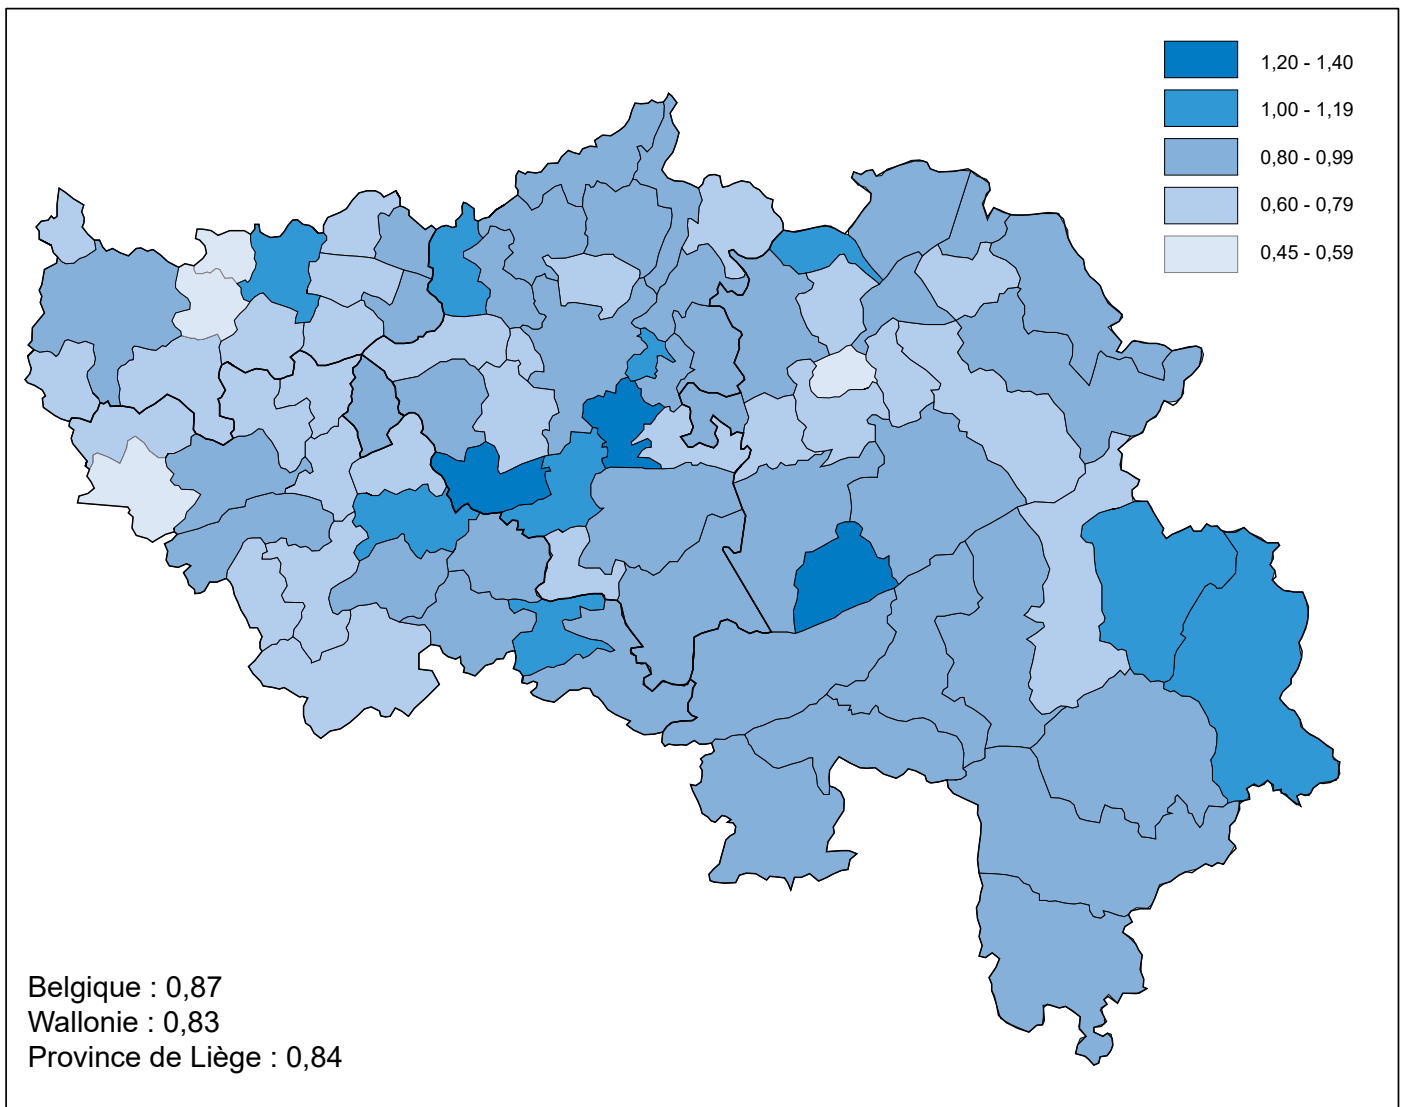 1,20 - 1,40
1,00 - 1,19
0,80 - 0,99
0,60 - 0,79
0,45 - 0,59
Belgique : 0,87
Wallonie : 0,83
Province de Liège : 0,84